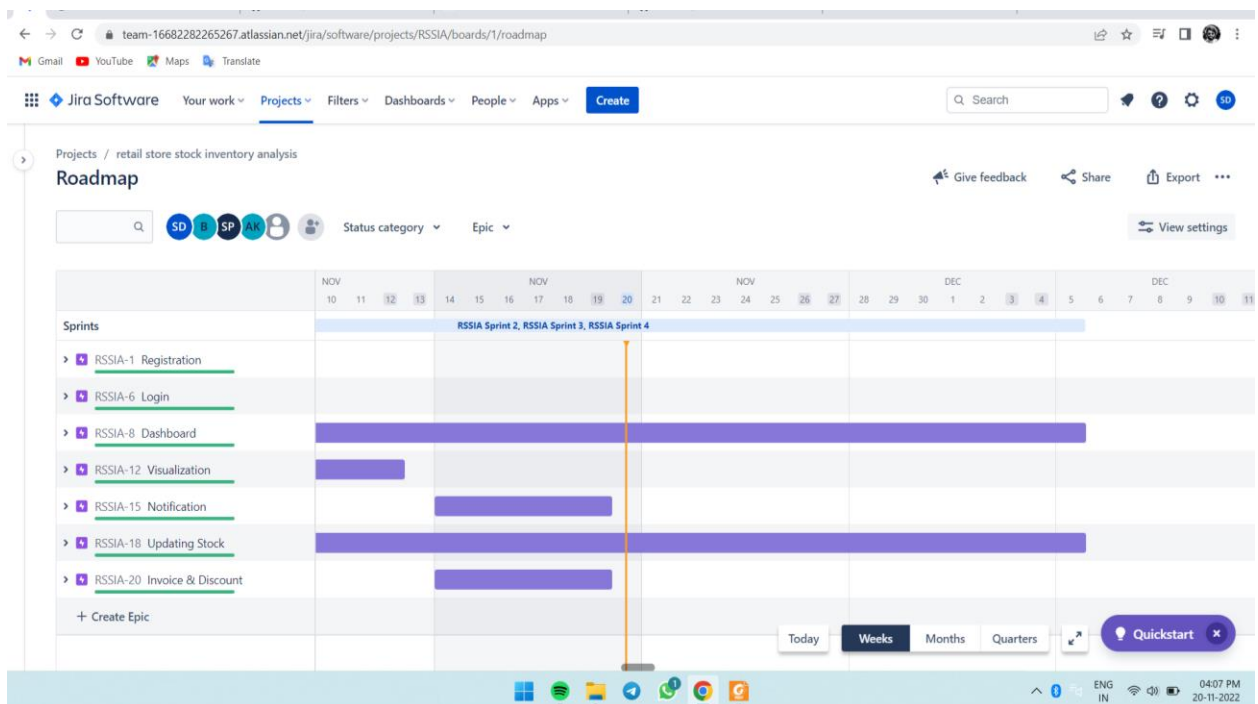 team-16682282265267.atlassian.net/jira/software/projects/RSSIA/boards/1/roadmap
Gmail YouTube Maps Translate
Jira Software Your work Projects Filters Dashboards People Apps Create Search SD
Projects / retail store stock inventory analysis
Roadmap Give feedback Share Export
SD B SP AK Status category Epic View settings
NOV NOV NOV DEC DEC
10 11 12 13 14 15 16 17 18 19 20 21 22 23 24 25 26 27 28 29 30 1 2 3 4 5 6 7 8 9 10 11
Sprints RSSIA Sprint 2, RSSIA Sprint 3, RSSIA Sprint 4
RSSIA-1 Registration
RSSIA-6 Login
RSSIA-8 Dashboard
RSSIA-12 Visualization
RSSIA-15 Notification
RSSIA-18 Updating Stock
RSSIA-20 Invoice & Discount
+ Create Epic
Today Weeks Months Quarters Quickstart
1 ENG 04:07 PM
IN 20-11-2022